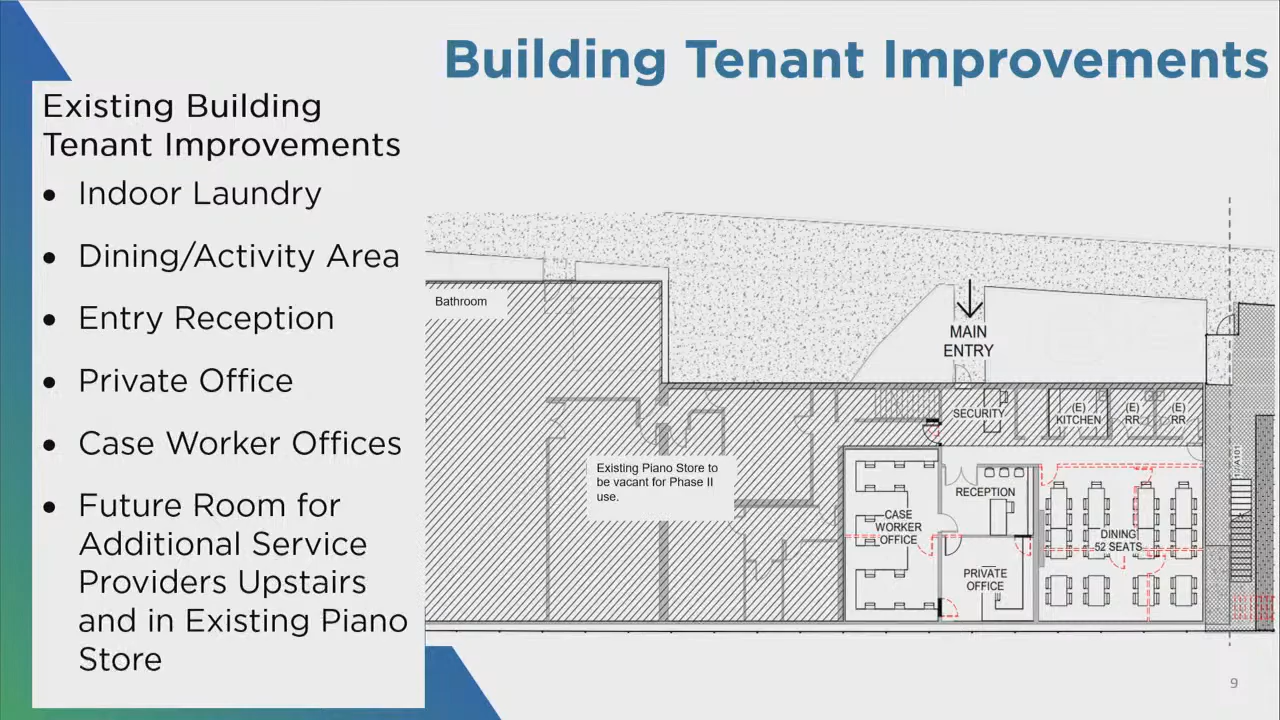 Building Tenant Improvements
Existing Building
Tenant Improvements
• Indoor Laundry
• Dining/Activity Area
• Entry Reception
• Private Office
• Case Worker Offices
• Future Room for
Additional Service
Providers Upstairs
and in Existing Piano
Store
Bathroom
MAIN
ENTRY
SECURITY
(E)
KITCHEN
(E)
RR
(E)
RR
1 / A101
Existing Piano Store to
be vacant for Phase II
use.
RECEPTION
CASE
WORKER
OFFICE
DINING
52 SEATS
PRIVATE
OFFICE
9